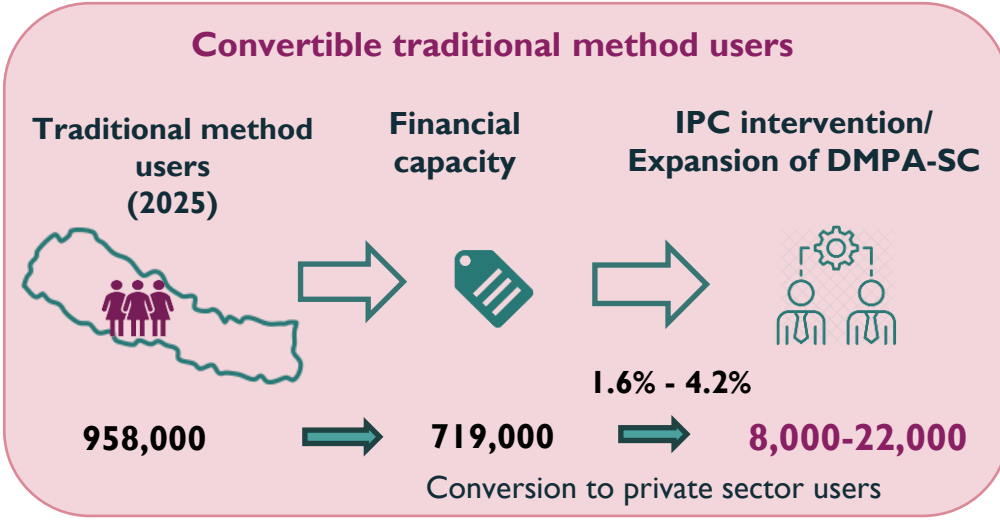 Convertible traditional method users
Traditional method
users
(2025)
Financial
capacity
IPC intervention/
Expansion of DMPA-SC
1.6% - 4.2%
958,000
719,000
8,000-22,000
Conversion to private sector users